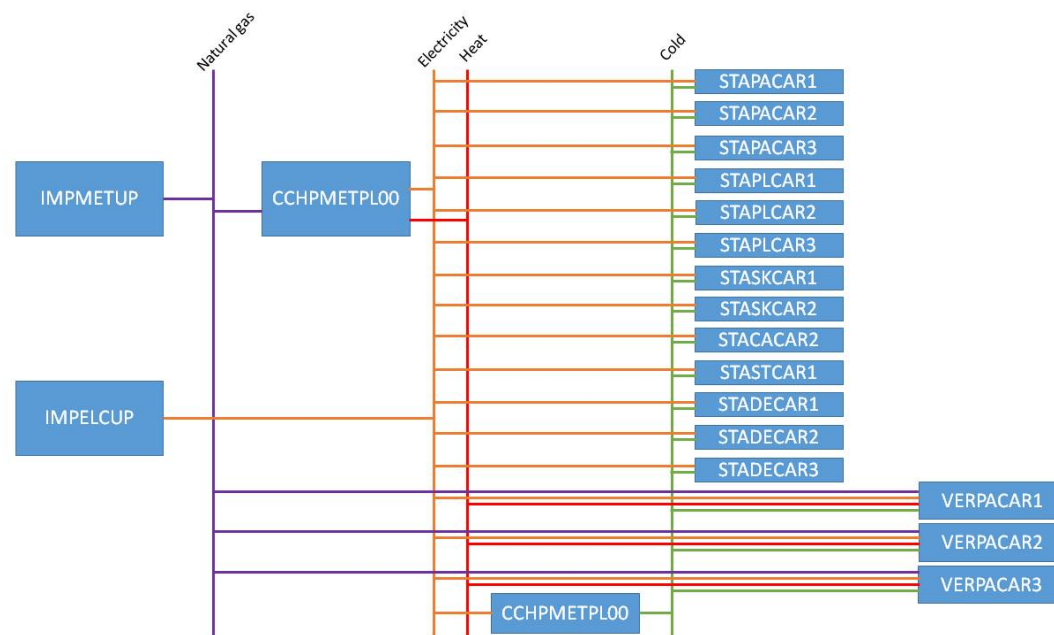 Natural gas
Electricity
Heat
Cold
STAPACAR1
STAPACAR2
STAPACAR3
IMPMETUP
CCHPMETPL00
STAPLCAR1
STAPLCAR2
STAPLCAR3
STASKCAR1
STASKCAR2
STACACAR2
STASTCAR1
IMPELCUP
STADECAR1
STADECAR2
STADECAR3
VERPACAR1
VERPACAR2
VERPACAR3
CCHPMETPL00